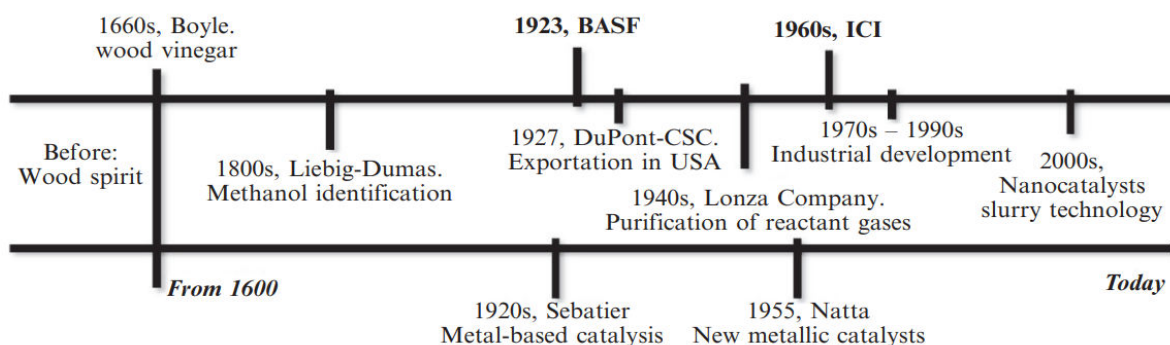 1660s, Boyle.
wood vinegar
1923, BASF
1960s, ICI
Before:
Wood spirit
1800s, Liebig-Dumas.
Methanol identification
1927, DuPont-CSC.
Exportation in USA
1940s, Lonza Company.
Purification of reactant gases
1970s – 1990s
Industrial development
2000s,
Nanocatalysts
slurry technology
From 1600
Today
1920s, Sebatier
Metal-based catalysis
1955, Natta
New metallic catalysts